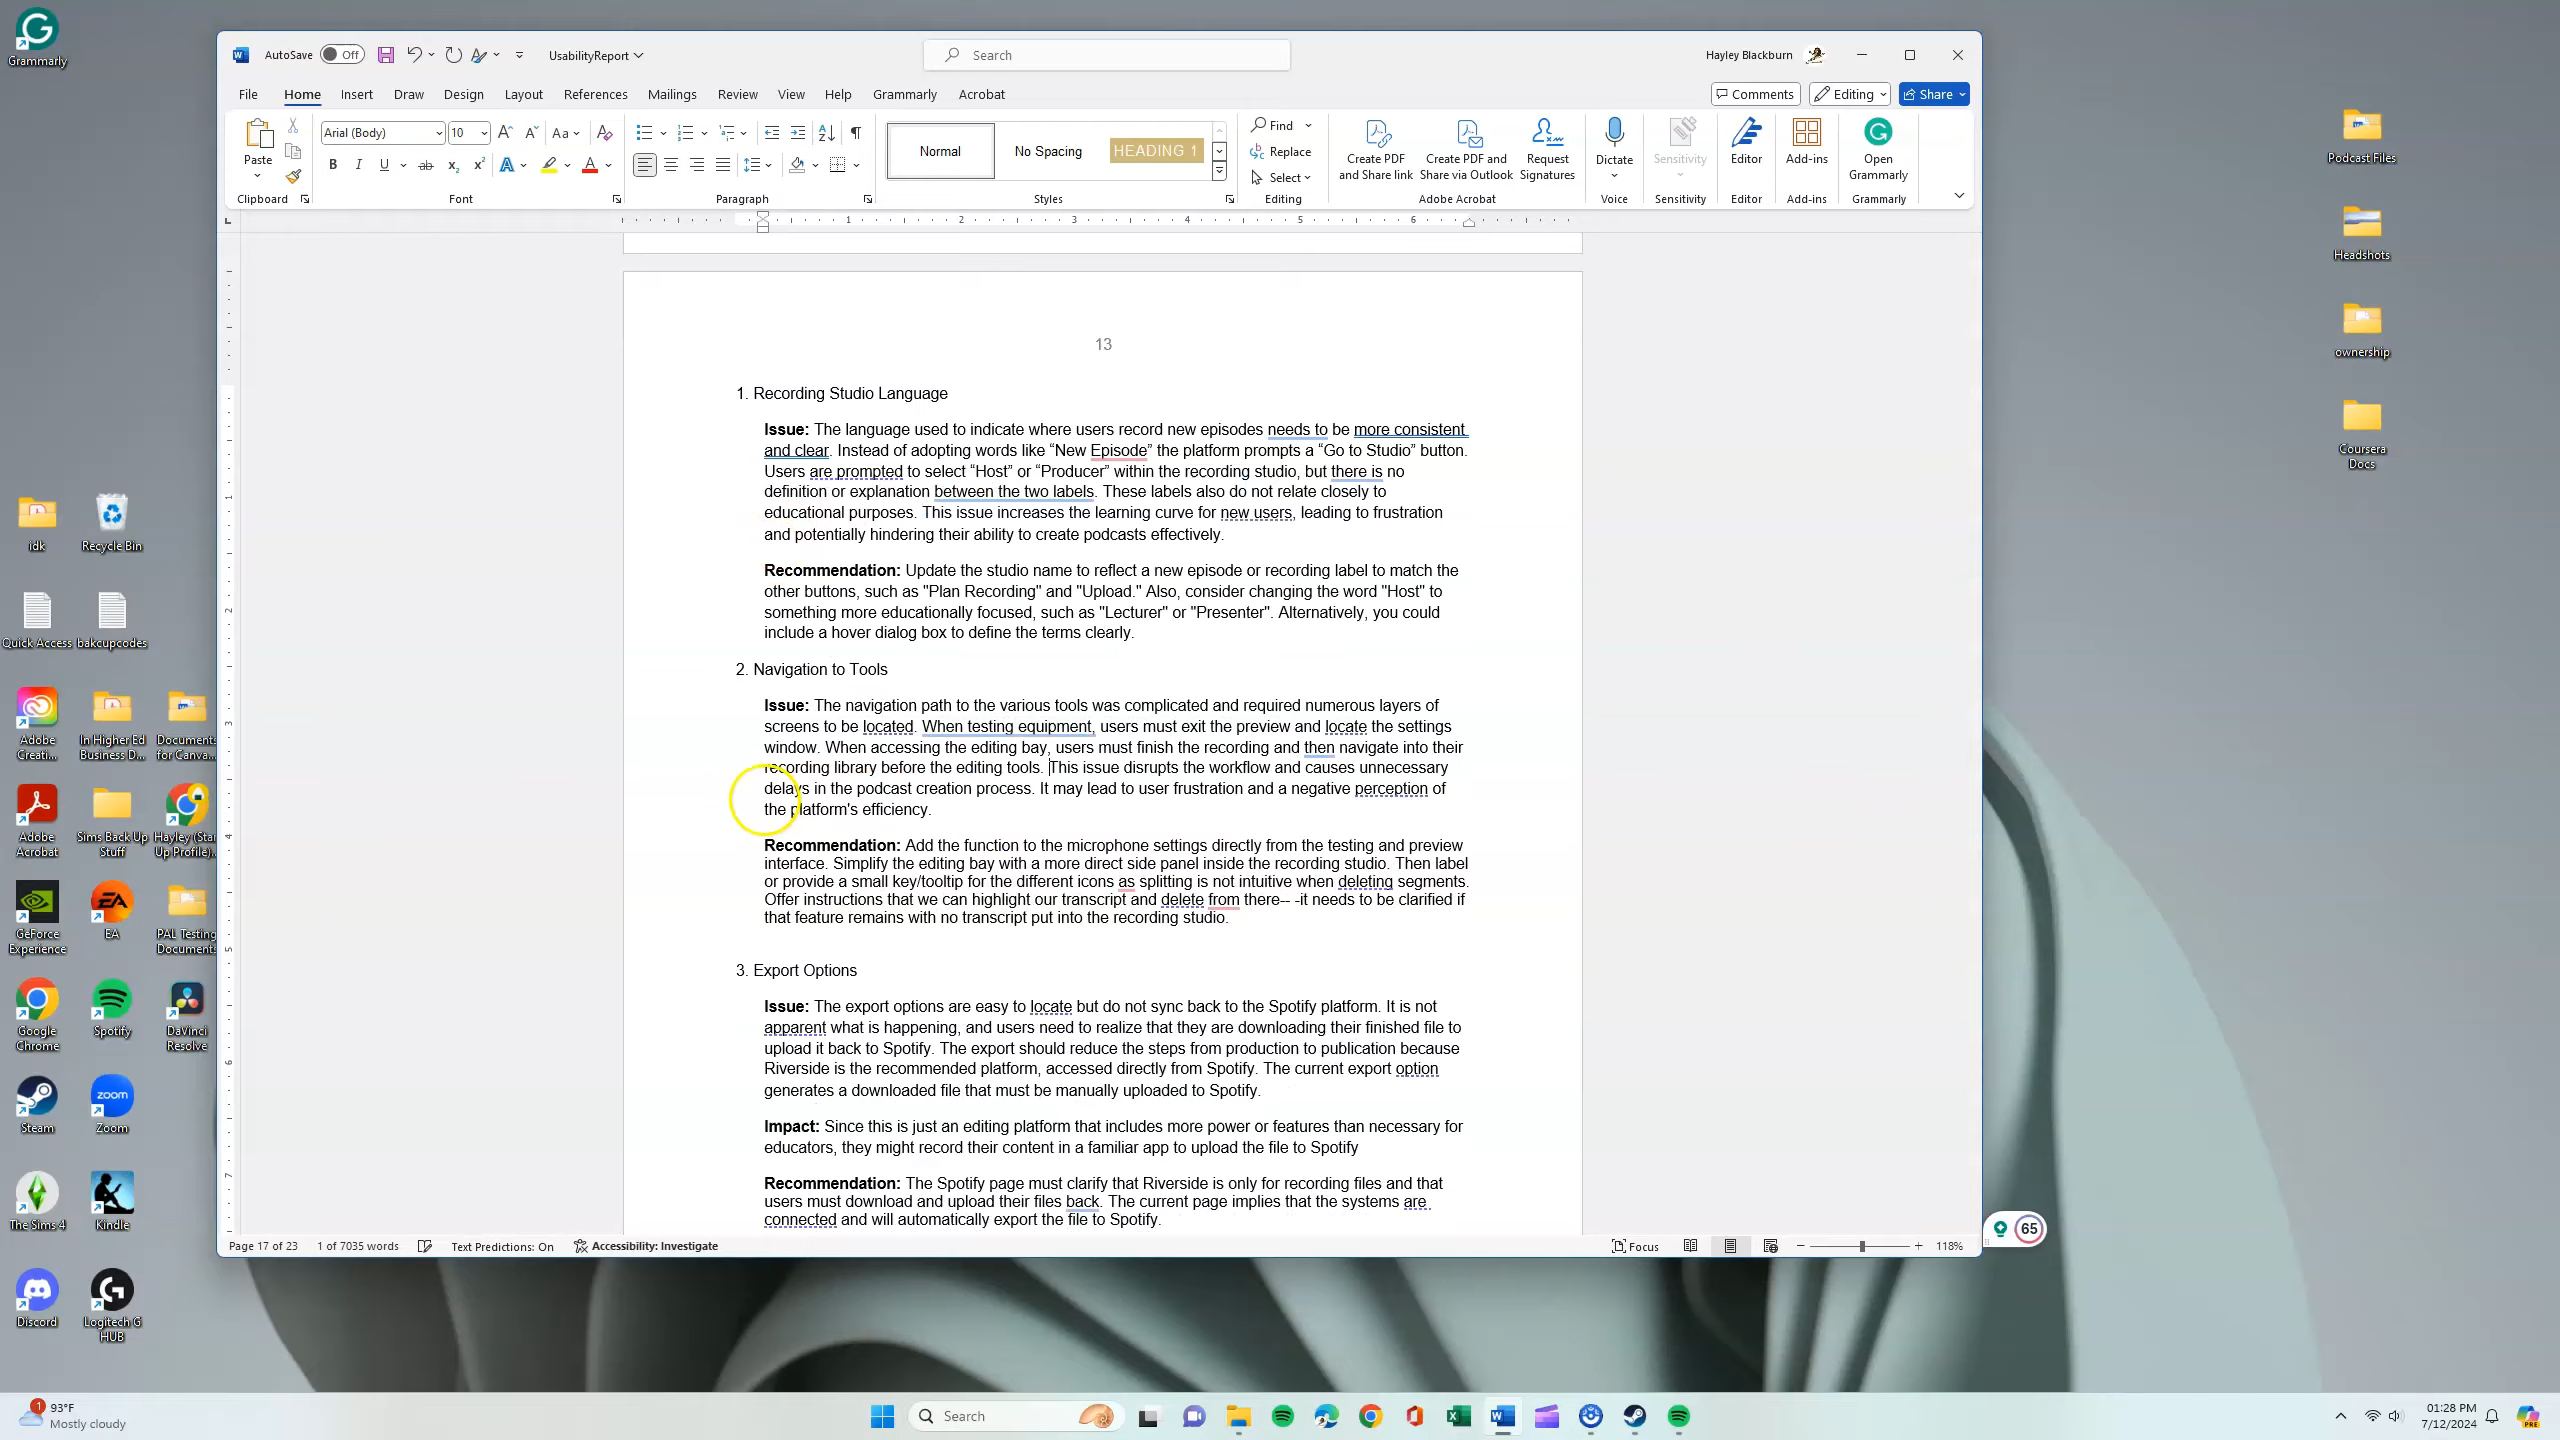 Grammarly
AutoSave Off UsabilityReport Search Hayley Blackburn
File Home Insert Draw Design Layout References Mailings Review View Help Grammarly Acrobat Comments Editing Share
Paste Arial (Body) 10 Aa Normal No Spacing HEADING 1 Find Replace Select
Create PDF and Share link Create PDF and Share via Outlook Request Signatures Dictate Sensitivity Editor Add-ins Open Grammarly
Clipboard Font Paragraph Styles Editing Adobe Acrobat Voice Sensitivity Editor Add-ins Grammarly
1 2 3 4 5 6
13
1. Recording Studio Language
Issue: The language used to indicate where users record new episodes needs to be more consistent
and clear. Instead of adopting words like “New Episode” the platform prompts a “Go to Studio” button.
Users are prompted to select “Host” or “Producer” within the recording studio, but there is no
definition or explanation between the two labels. These labels also do not relate closely to
educational purposes. This issue increases the learning curve for new users, leading to frustration
and potentially hindering their ability to create podcasts effectively.
Recommendation: Update the studio name to reflect a new episode or recording label to match the
other buttons, such as "Plan Recording" and "Upload." Also, consider changing the word "Host" to
something more educationally focused, such as "Lecturer" or "Presenter". Alternatively, you could
include a hover dialog box to define the terms clearly.
2. Navigation to Tools
Issue: The navigation path to the various tools was complicated and required numerous layers of
screens to be located. When testing equipment, users must exit the preview and locate the settings
window. When accessing the editing bay, users must finish the recording and then navigate into their
recording library before the editing tools. This issue disrupts the workflow and causes unnecessary
delays in the podcast creation process. It may lead to user frustration and a negative perception of
the platform's efficiency.
Recommendation: Add the function to the microphone settings directly from the testing and preview
interface. Simplify the editing bay with a more direct side panel inside the recording studio. Then label
or provide a small key/tooltip for the different icons as splitting is not intuitive when deleting segments.
Offer instructions that we can highlight our transcript and delete from there-- -it needs to be clarified if
that feature remains with no transcript put into the recording studio.
3. Export Options
Issue: The export options are easy to locate but do not sync back to the Spotify platform. It is not
apparent what is happening, and users need to realize that they are downloading their finished file to
upload it back to Spotify. The export should reduce the steps from production to publication because
Riverside is the recommended platform, accessed directly from Spotify. The current export option
generates a downloaded file that must be manually uploaded to Spotify.
Impact: Since this is just an editing platform that includes more power or features than necessary for
educators, they might record their content in a familiar app to upload the file to Spotify
Recommendation: The Spotify page must clarify that Riverside is only for recording files and that
users must download and upload their files back. The current page implies that the systems are
connected and will automatically export the file to Spotify.
Page 17 of 23 1 of 7035 words Text Predictions: On Accessibility: Investigate Focus 118%
65
Podcast Files
Headshots
ownership
Coursera Docs
idk
Recycle Bin
Quick Access
bakcupcodes
Adobe Creati...
In Higher Ed Business D...
Documents for Canva...
Adobe Acrobat
Sims Back Up Stuff
Hayley (Star Up Profile)...
GeForce Experience
EA
PAL Testing Documents
Google Chrome
Spotify
DaVinci Resolve
Steam
Zoom
The Sims 4
Kindle
Discord
Logitech G HUB
1 93°F
Mostly cloudy
Search
01:28 PM
7/12/2024